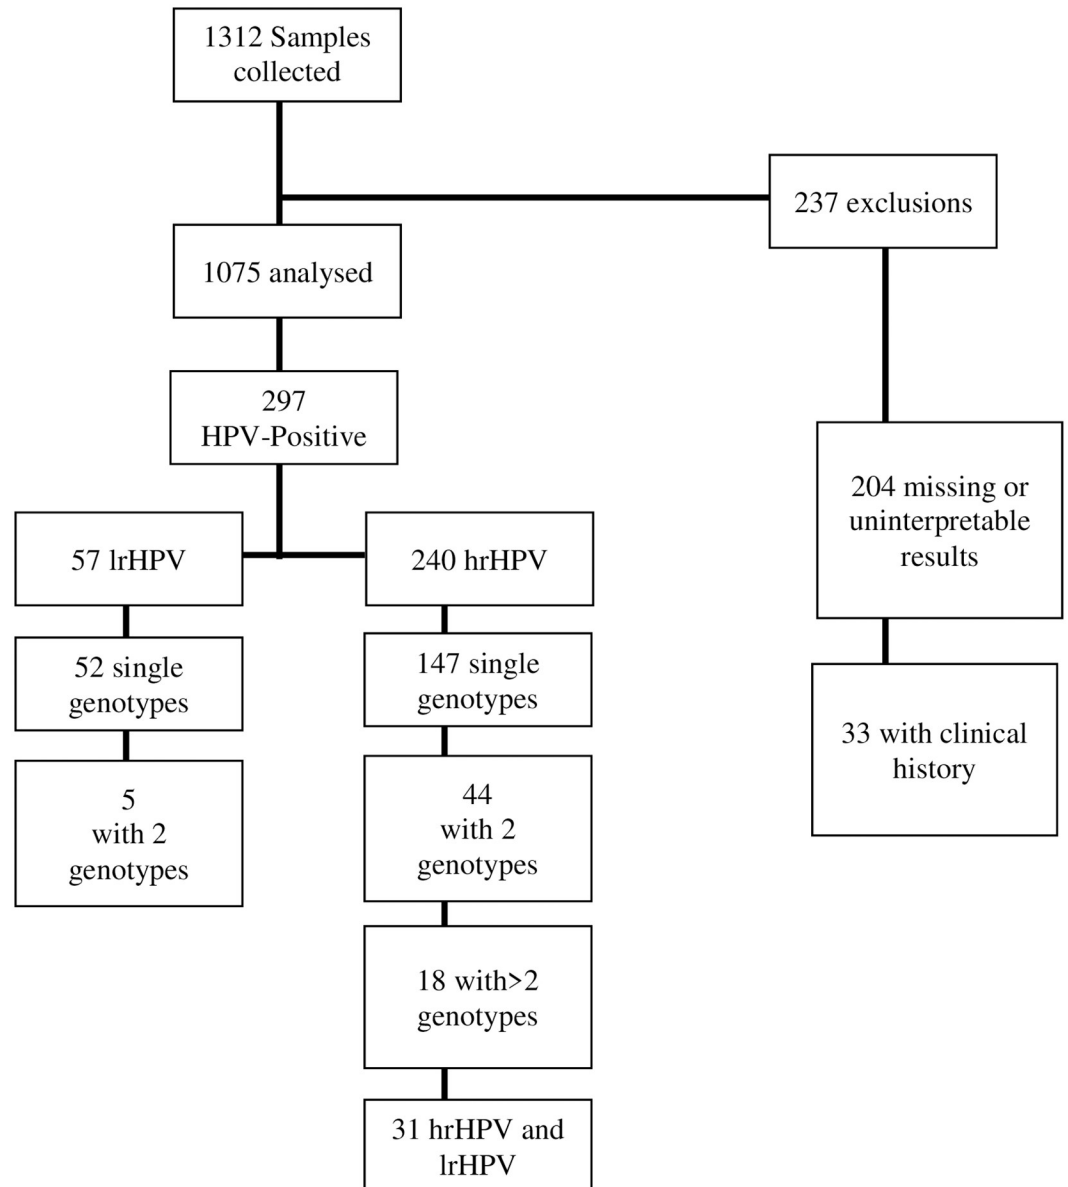 1312 Samples
collected
237 exclusions
1075 analysed
297
HPV-Positive
57 lrHPV
240 hrHPV
204 missing or
uninterpretable
results
52 single
genotypes
147 single
genotypes
33 with clinical
history
5
with 2
genotypes
44
with 2
genotypes
18 with>2
genotypes
31 hrHPV and
lrHPV